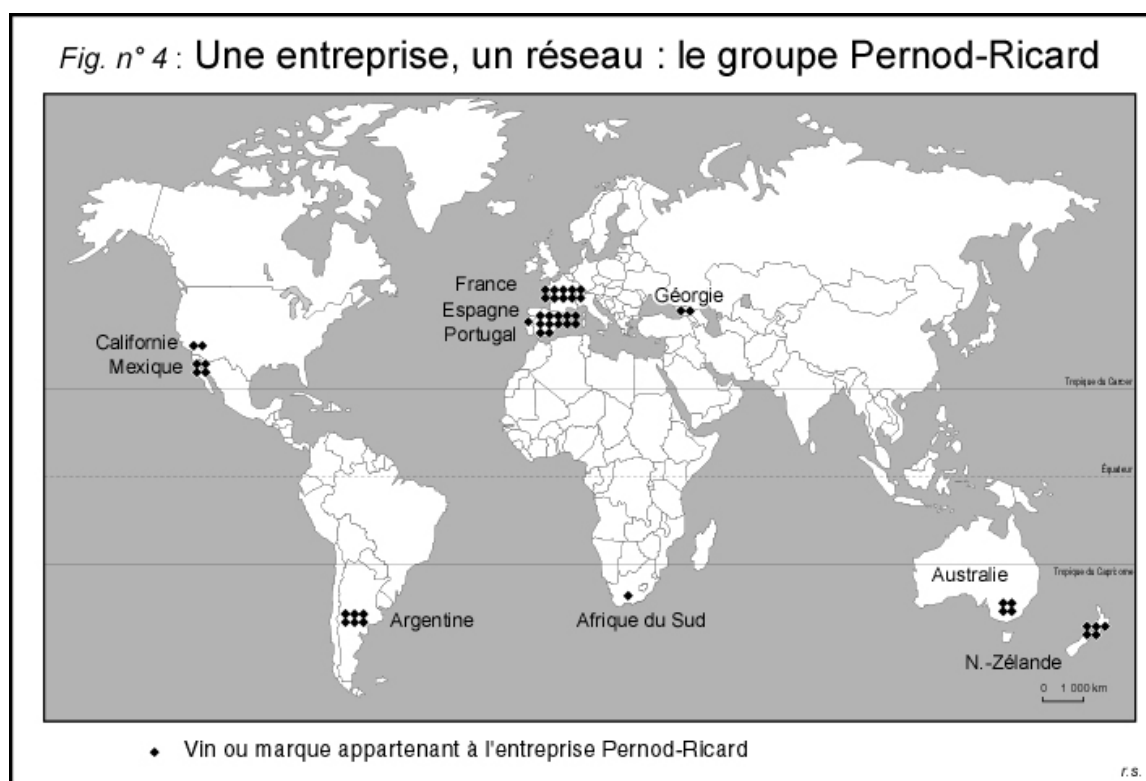 Fig. n° 4 : Une entreprise, un réseau : le groupe Pernod-Ricard
France
Géorgie
Espagne
Portugal
Californie
Mexique
Tropique du Cancer
Équateur
Tropique du Capricorne
Australie
Argentine
Afrique du Sud
N.-Zélande
0 1 000 km
Vin ou marque appartenant à l'entreprise Pernod-Ricard
r.s.